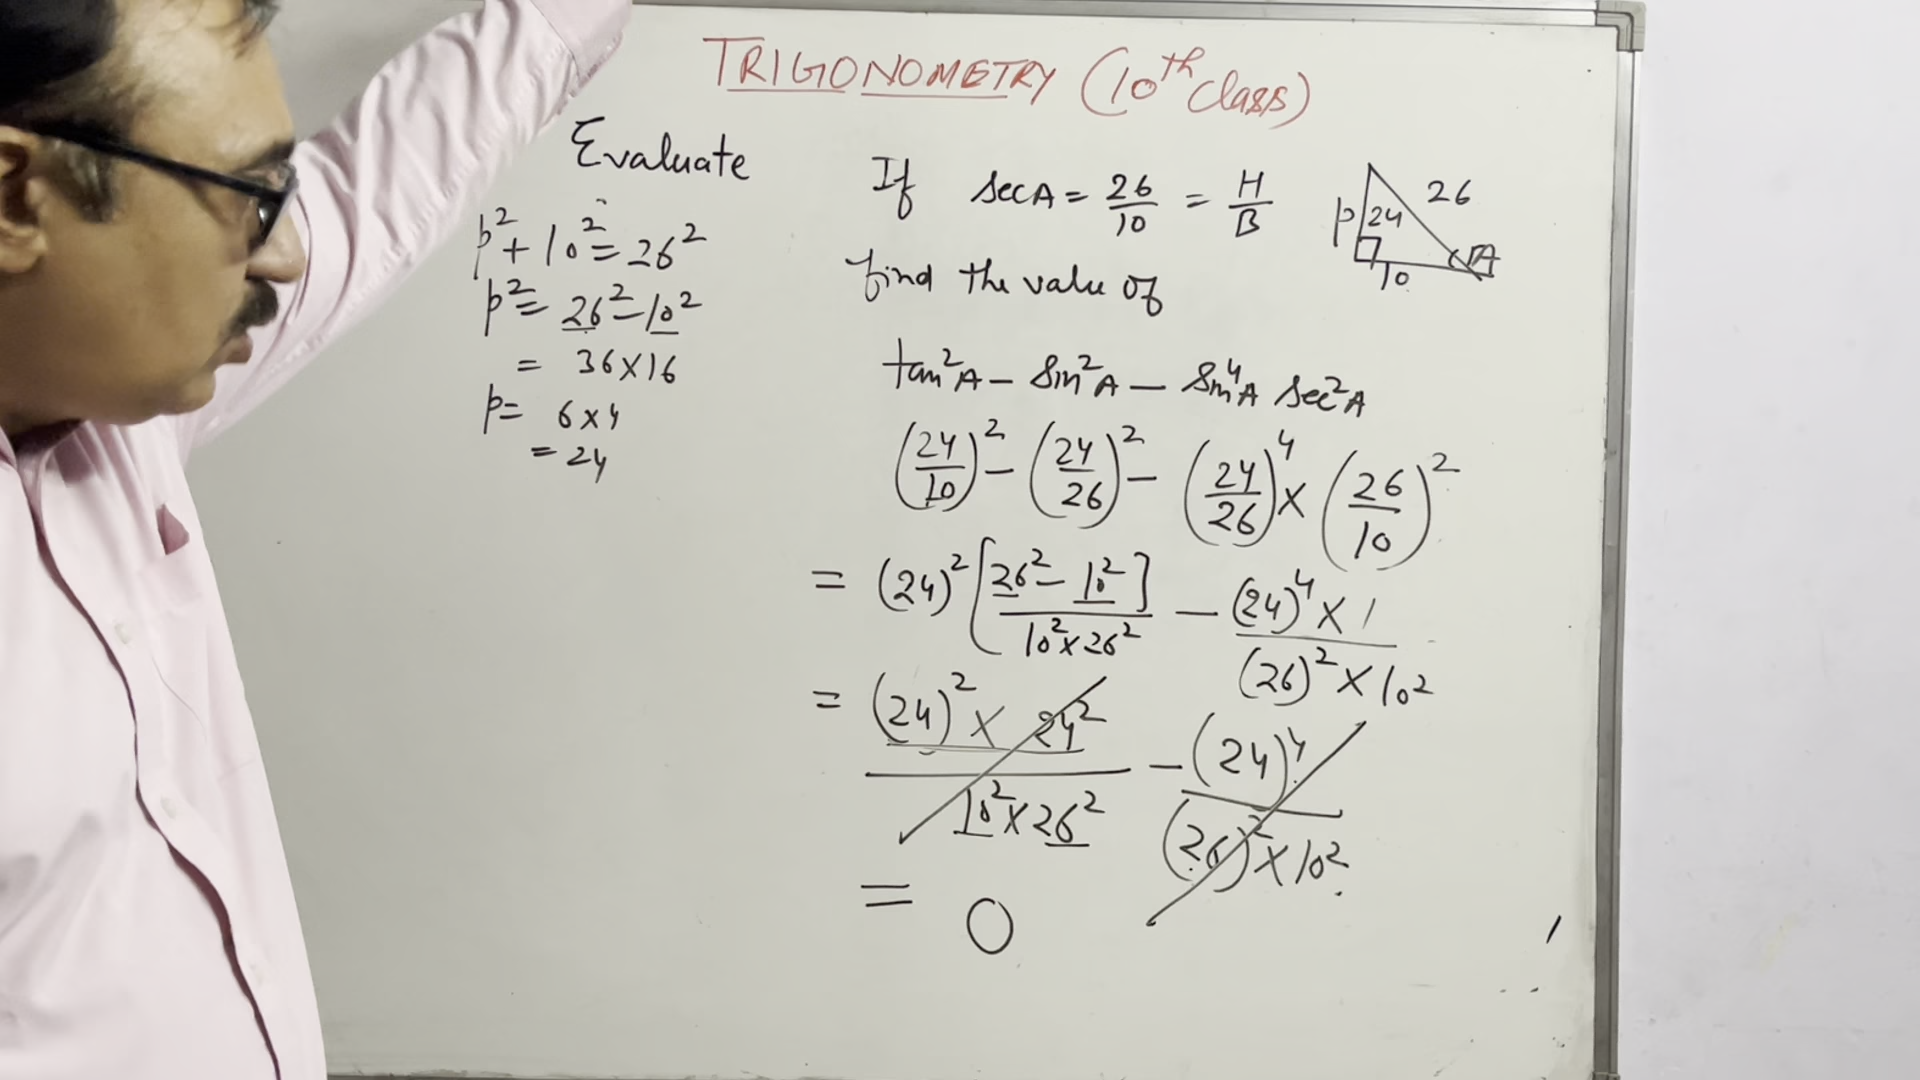 TRIGONOMETRY (10th Class)
Evaluate
p² + 10² = 26²
p² = 26² - 10²
= 36 × 16
p = 6 × 4
= 24
If sec A = 26/10 = H/B
p 24 26 10 A
find the value of
tan²A - Sin²A - Sin⁴A Sec²A
(24/10)² - (24/26)² - (24/26)⁴ × (26/10)²
= (24)² [26² - 10²]/10² × 26² - (24)⁴ × 1/(26)² × 10²
= (24)² × 24²/10² × 26² - (24)⁴/(26)² × 10²
= 0